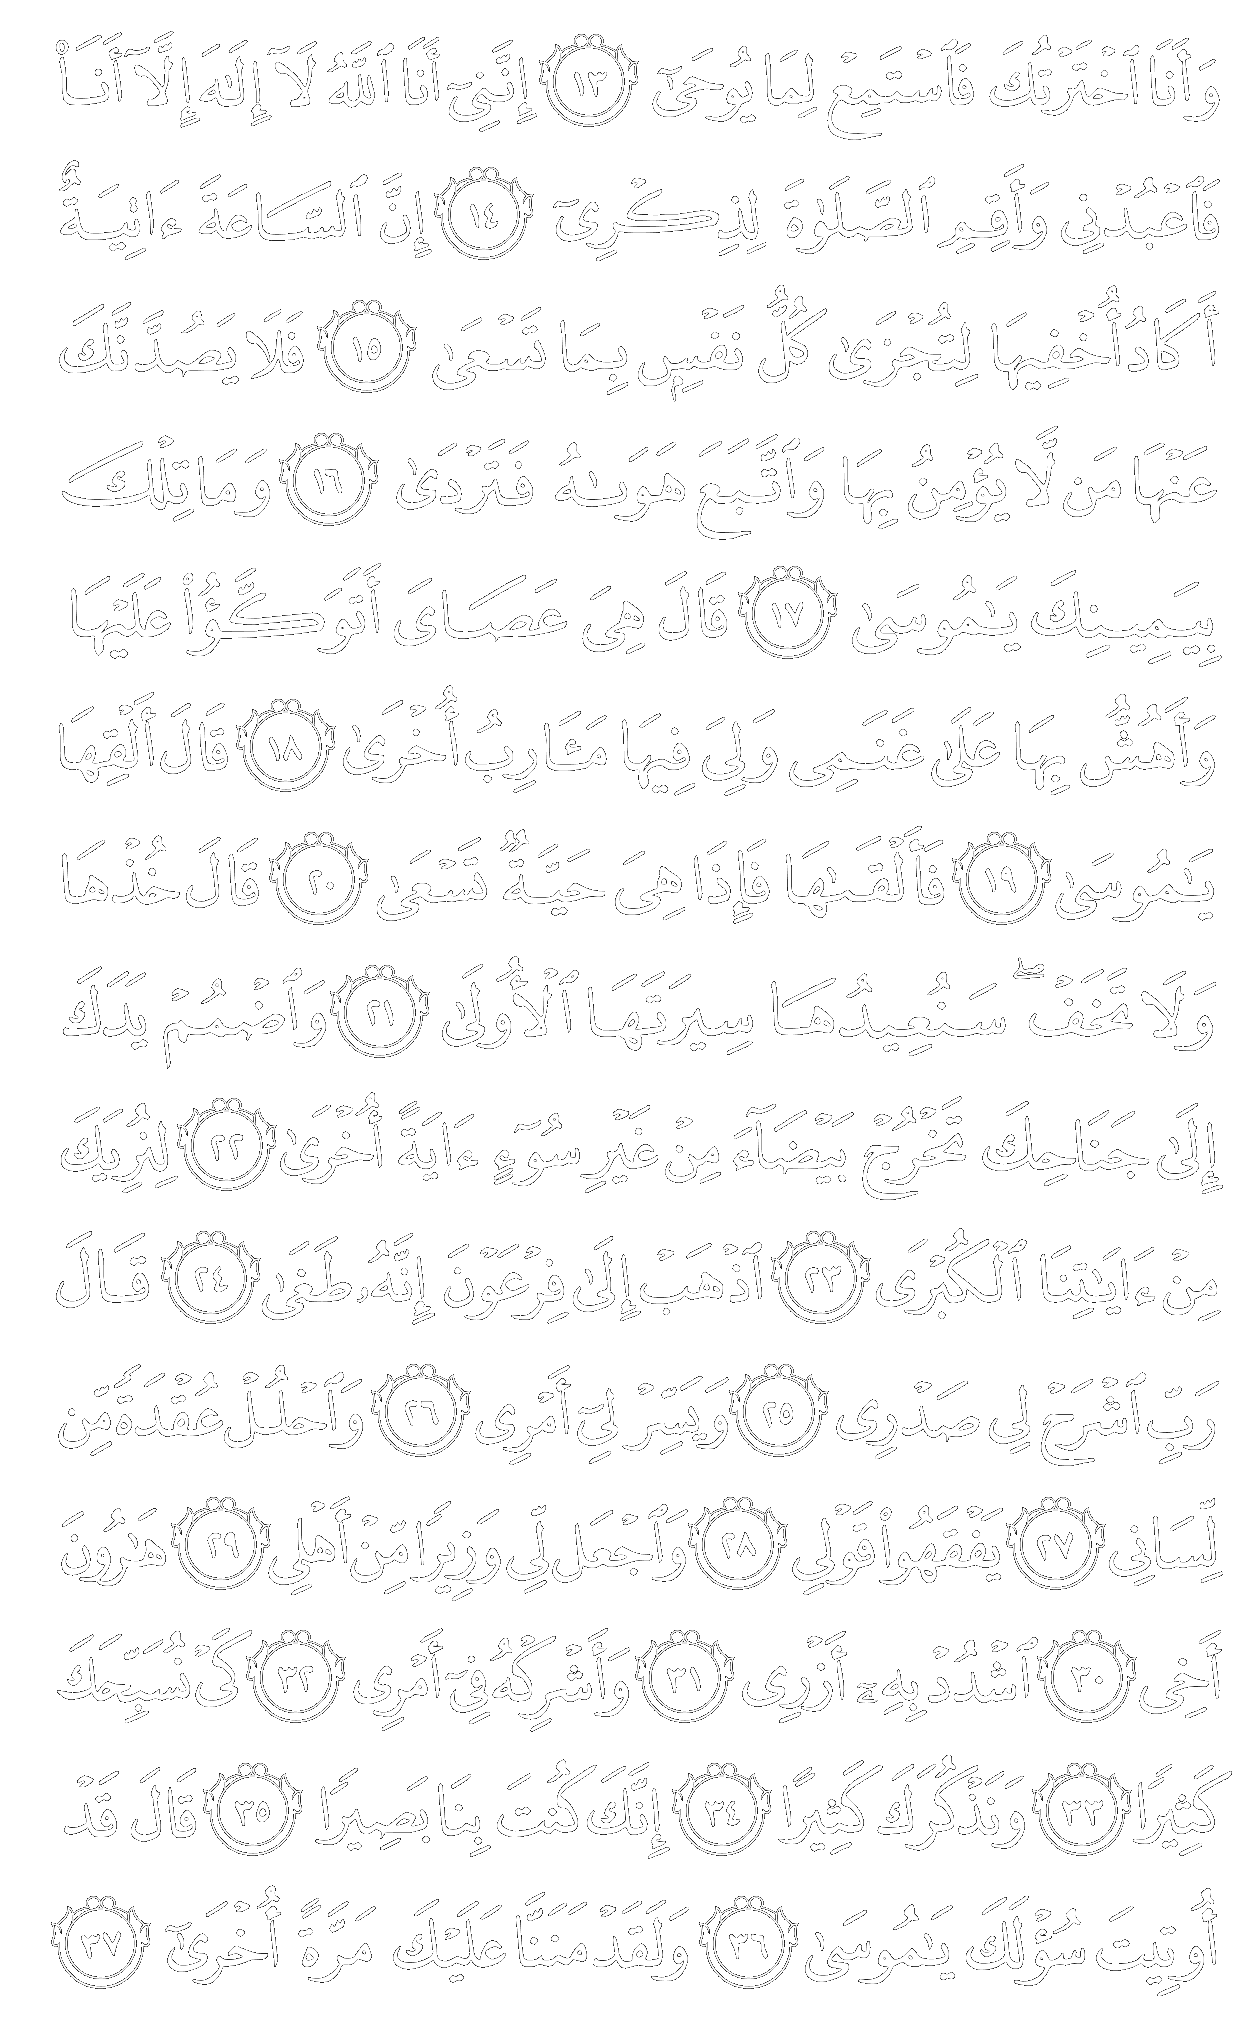 وَأَنَا ٱخْتَرْتُكَ فَٱسْتَمِعْ لِمَا يُوحَىٰٓ ١٣ إِنَّنِىٓ أَنَا ٱللَّهُ لَآ إِلَٰهَ إِلَّآ أَنَا۠
فَٱعْبُدْنِى وَأَقِمِ ٱلصَّلَوٰةَ لِذِكْرِىٓ ١٤ إِنَّ ٱلسَّاعَةَ ءَاتِيَةٌ
أَكَادُ أُخْفِيهَا لِتُجْزَىٰ كُلُّ نَفْسٍۭ بِمَا تَسْعَىٰ ١٥ فَلَا يَصُدَّنَّكَ
عَنْهَا مَن لَّا يُؤْمِنُ بِهَا وَٱتَّبَعَ هَوَىٰهُ فَتَرْدَىٰ ١٦ وَمَا تِلْكَ
بِيَمِينِكَ يَٰمُوسَىٰ ١٧ قَالَ هِىَ عَصَاىَ أَتَوَكَّؤُا۟ عَلَيْهَا
وَأَهُشُّ بِهَا عَلَىٰ غَنَمِى وَلِىَ فِيهَا مَـَٔارِبُ أُخْرَىٰ ١٨ قَالَ أَلْقِهَا
يَٰمُوسَىٰ ١٩ فَأَلْقَىٰهَا فَإِذَا هِىَ حَيَّةٌ تَسْعَىٰ ٢٠ قَالَ خُذْهَا
وَلَا تَخَفْ ۖ سَنُعِيدُهَا سِيرَتَهَا ٱلْأُولَىٰ ٢١ وَٱضْمُمْ يَدَكَ
إِلَىٰ جَنَاحِكَ تَخْرُجْ بَيْضَآءَ مِنْ غَيْرِ سُوٓءٍ ءَايَةً أُخْرَىٰ ٢٢ لِنُرِيَكَ
مِنْ ءَايَٰتِنَا ٱلْكُبْرَى ٢٣ ٱذْهَبْ إِلَىٰ فِرْعَوْنَ إِنَّهُۥ طَغَىٰ ٢٤ قَالَ
رَبِّ ٱشْرَحْ لِى صَدْرِى ٢٥ وَيَسِّرْ لِىٓ أَمْرِى ٢٦ وَٱحْلُلْ عُقْدَةً مِّن
لِّسَانِى ٢٧ يَفْقَهُوا۟ قَوْلِى ٢٨ وَٱجْعَل لِّى وَزِيرًا مِّنْ أَهْلِى ٢٩ هَٰرُونَ
أَخِى ٣٠ ٱشْدُدْ بِهِۦٓ أَزْرِى ٣١ وَأَشْرِكْهُ فِىٓ أَمْرِى ٣٢ كَىْ نُسَبِّحَكَ
كَثِيرًا ٣٣ وَنَذْكُرَكَ كَثِيرًا ٣٤ إِنَّكَ كُنتَ بِنَا بَصِيرًا ٣٥ قَالَ قَدْ
أُوتِيتَ سُؤْلَكَ يَٰمُوسَىٰ ٣٦ وَلَقَدْ مَنَنَّا عَلَيْكَ مَرَّةً أُخْرَىٰٓ ٣٧